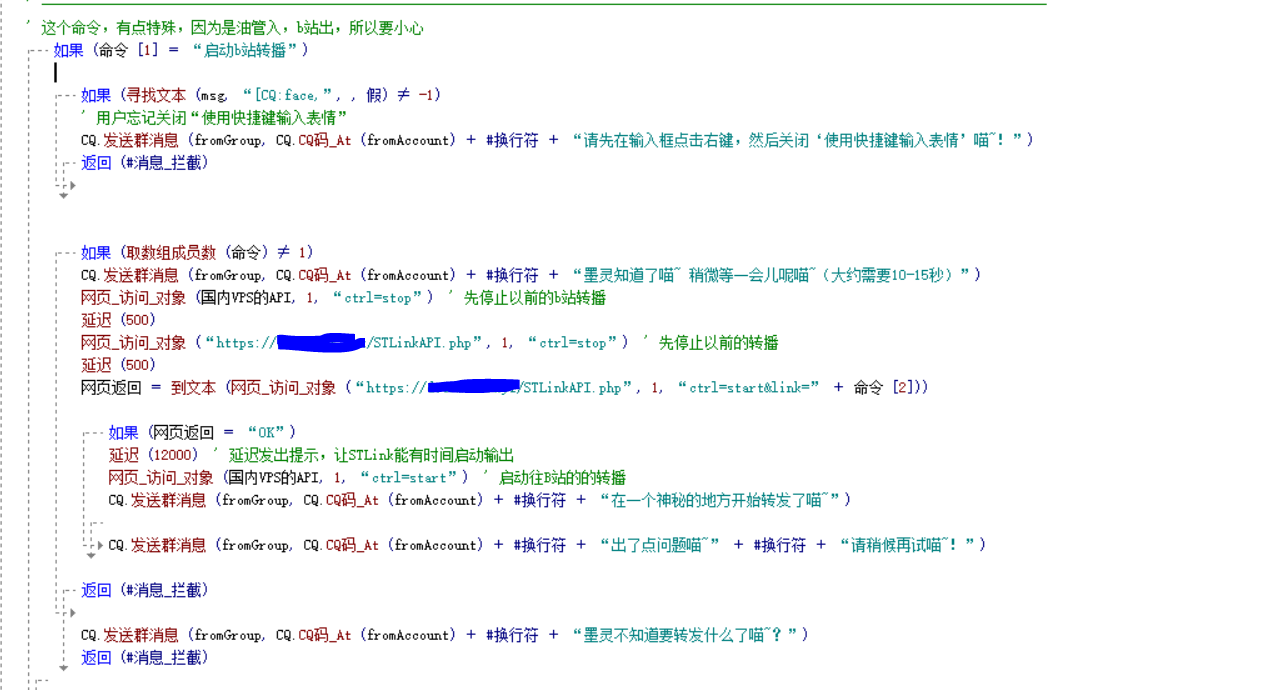 ' 这个命令，有点特殊，因为是油管入，b站出，所以要小心
如果 (命令 [1] = “启动b站转播”)
如果 (寻找文本 (msg, “[CQ:face,”, , 假) ≠ -1)
' 用户忘记关闭“使用快捷键输入表情”
CQ.发送群消息 (fromGroup, CQ.CQ码_At (fromAccount) + #换行符 + “请先在输入框点击右键，然后关闭‘使用快捷键输入表情’喵~！”)
返回 (#消息_拦截)
如果 (取数组成员数 (命令) ≠ 1)
CQ.发送群消息 (fromGroup, CQ.CQ码_At (fromAccount) + #换行符 + “墨灵知道了喵~ 稍微等一会儿呢喵~（大约需要10-15秒）”)
网页_访问_对象 (国内VPS的API, 1, “ctrl=stop”) ' 先停止以前的b站转播
延迟 (500)
网页_访问_对象 (“https:///STLinkAPI.php”, 1, “ctrl=stop”) ' 先停止以前的转播
延迟 (500)
网页返回 = 到文本 (网页_访问_对象 (“https:///STLinkAPI.php”, 1, “ctrl=start&link=” + 命令 [2]))
如果 (网页返回 = “OK”)
延迟 (12000) ' 延迟发出提示，让STLink能有时间启动输出
网页_访问_对象 (国内VPS的API, 1, “ctrl=start”) ' 启动往B站的的转播
CQ.发送群消息 (fromGroup, CQ.CQ码_At (fromAccount) + #换行符 + “在一个神秘的地方开始转发了喵~”)
CQ.发送群消息 (fromGroup, CQ.CQ码_At (fromAccount) + #换行符 + “出了点问题喵~” + #换行符 + “请稍候再试喵~！”)
返回 (#消息_拦截)
CQ.发送群消息 (fromGroup, CQ.CQ码_At (fromAccount) + #换行符 + “墨灵不知道要转发什么了喵~？”)
返回 (#消息_拦截)